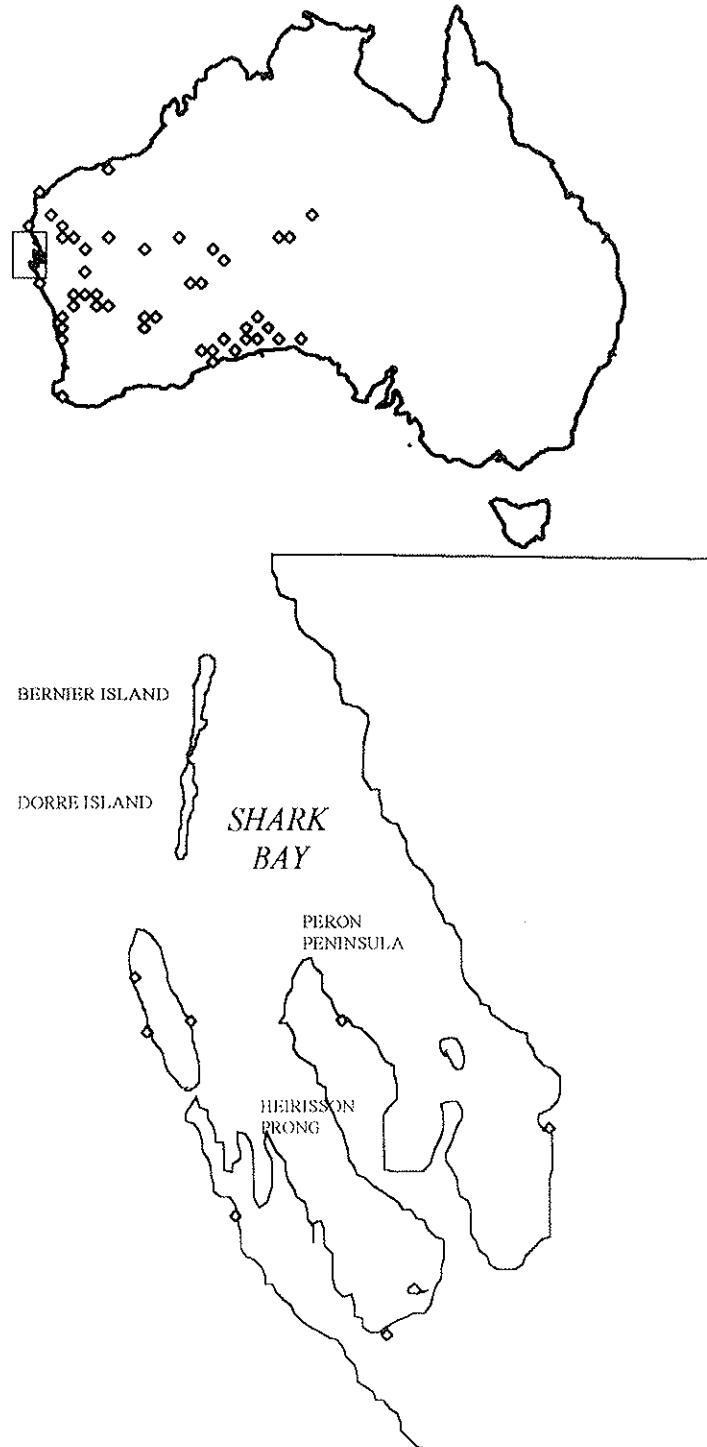 BERNIER ISLAND
DORRE ISLAND
SHARK
BAY
PERON
PENINSULA
HEIRISSON
PRONG